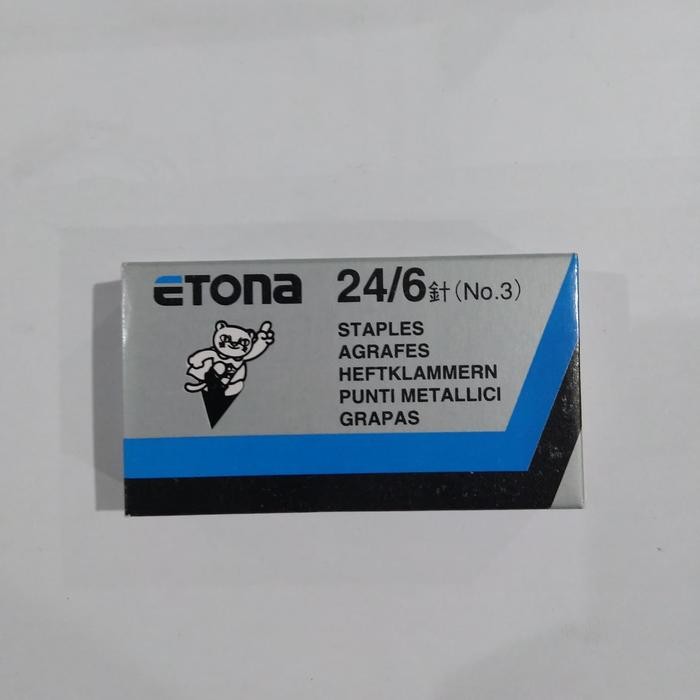 ETONA
24/6針(No.3)
STAPLES
AGRAFES
HEFTKLAMMERN
PUNTI METALLICI
GRAPAS